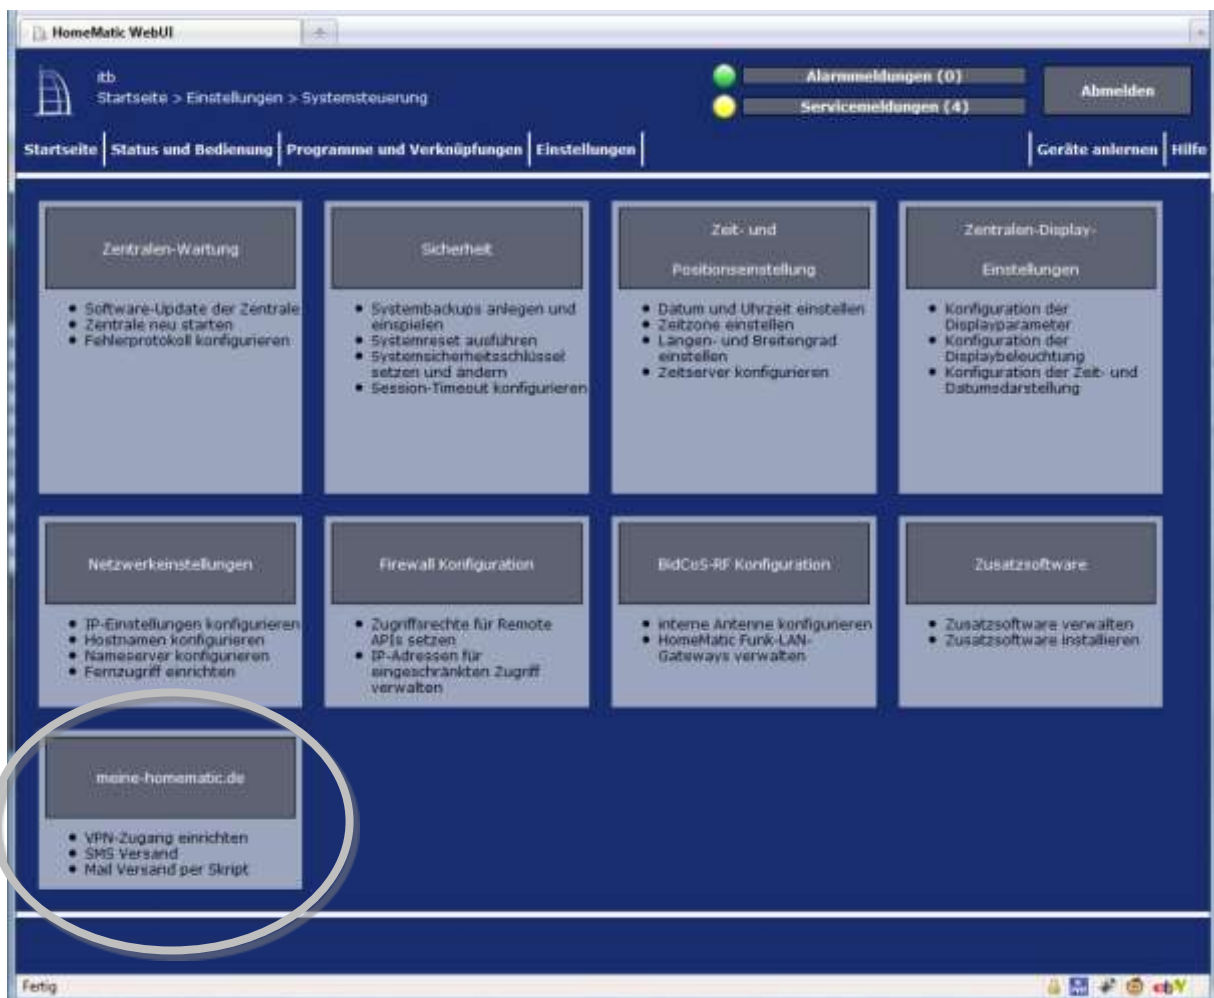 HomeMatic WebUI
itb
Startseite > Einstellungen > Systemsteuerung
Alarmmeldungen (0)
Servicemeldungen (4)
Abmelden
Startseite
Status und Bedienung
Programme und Verknüpfungen
Einstellungen
Geräte anlernen
Hilfe
Zentralen-Wartung
Software-Update der Zentrale
Zentrale neu starten
Fehlerprotokoll konfigurieren
Sicherheit
Systembackups anlegen und
einspielen
Systemreset ausführen
Systemsicherheitsschlüssel
setzen und ändern
Session-Timeout konfigurieren
Zeit- und
Positionseinstellung
Datum und Uhrzeit einstellen
Zeitzone einstellen
Längen- und Breitengrad
einstellen
Zeitserver konfigurieren
Zentralen-Display-
Einstellungen
Konfiguration der
Displayparameter
Konfiguration der
Displaybeleuchtung
Konfiguration der Zeit- und
Datumsdarstellung
Netzwerkeinstellungen
IP-Einstellungen konfigurieren
Hostnamen konfigurieren
Nameserver konfigurieren
Fernzugriff einrichten
Firewall Konfiguration
Zugriffsrechte für Remote
APIs setzen
IP-Adressen für
eingeschränkten Zugriff
verwalten
BidCoS-RF Konfiguration
interne Antenne konfigurieren
HomeMatic Funk-LAN-
Gateways verwalten
Zusatzsoftware
Zusatzsoftware verwalten
Zusatzsoftware installieren
meine-homematic.de
VPN-Zugang einrichten
SMS Versand
Mail Versand per Skript
Fertig
ebY